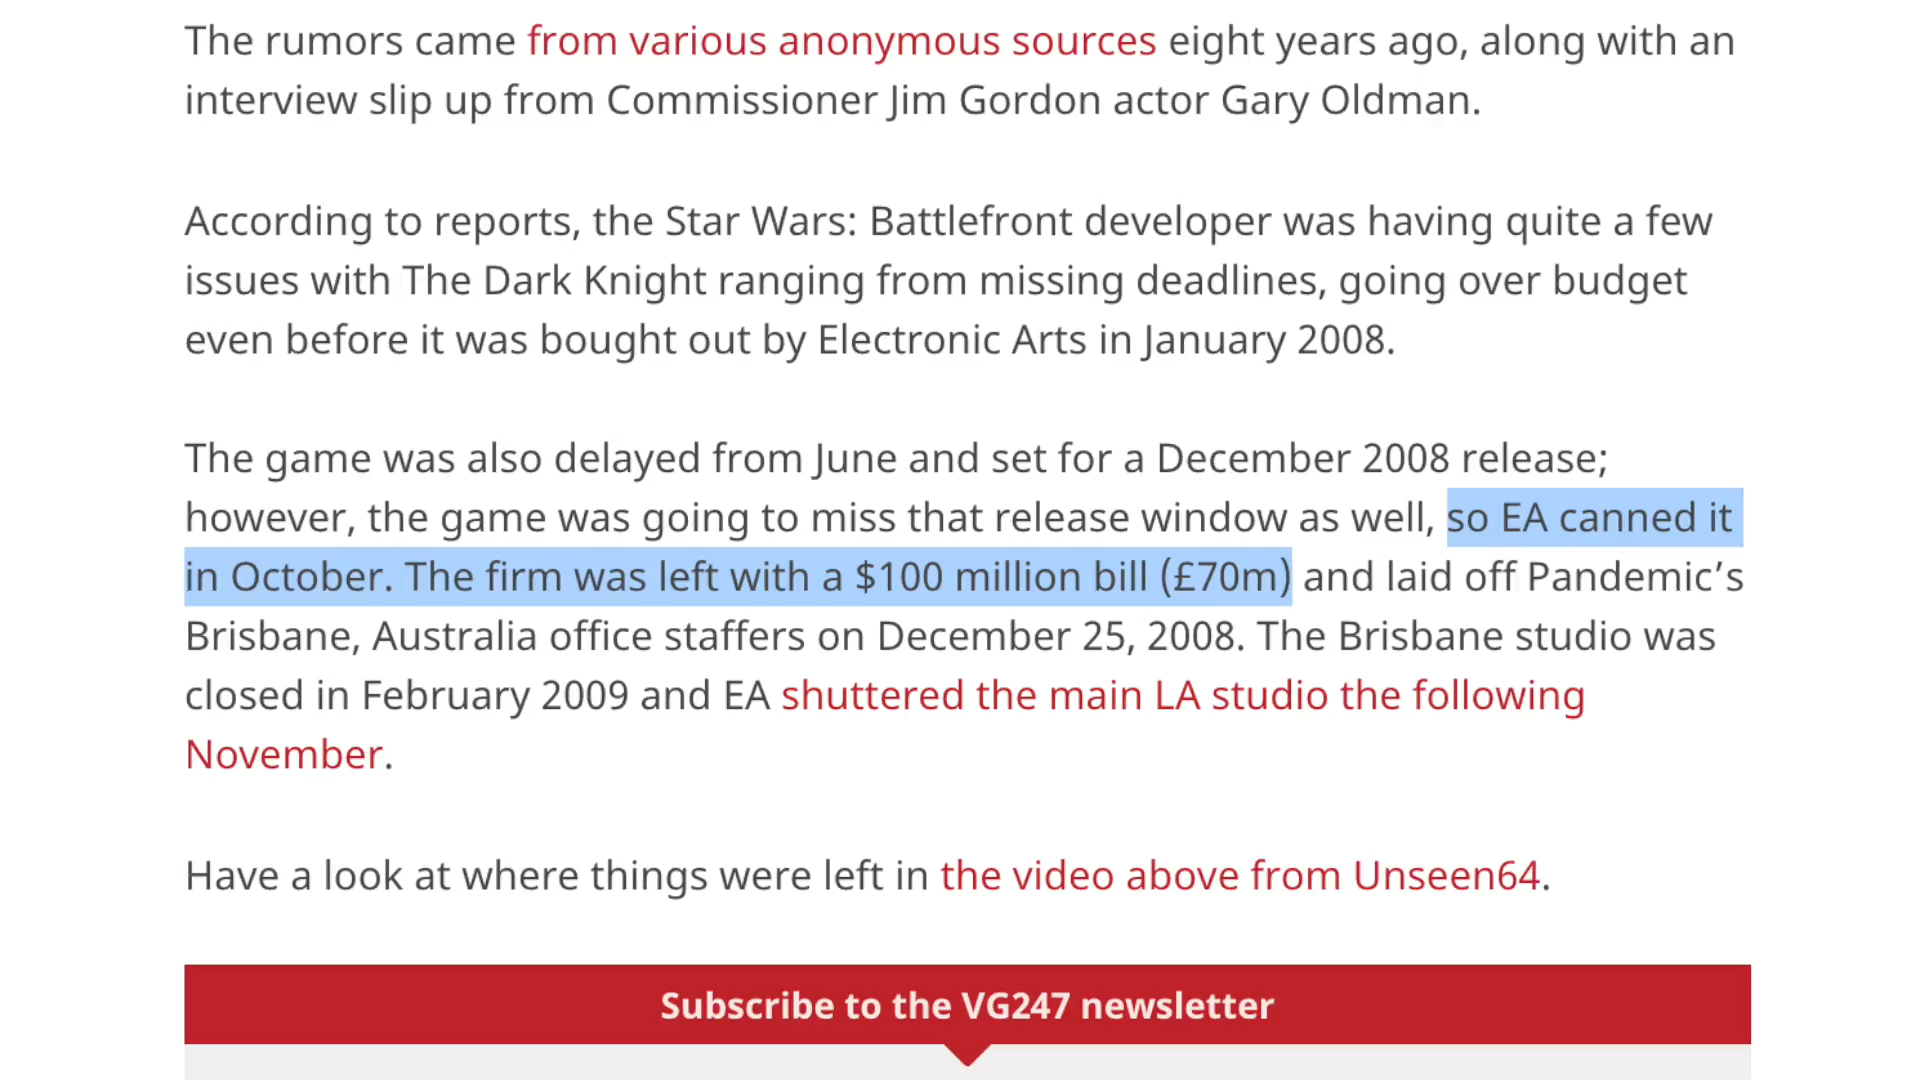 The rumors came from various anonymous sources eight years ago, along with an
interview slip up from Commissioner Jim Gordon actor Gary Oldman.
According to reports, the Star Wars: Battlefront developer was having quite a few
issues with The Dark Knight ranging from missing deadlines, going over budget
even before it was bought out by Electronic Arts in January 2008.
The game was also delayed from June and set for a December 2008 release;
however, the game was going to miss that release window as well, so EA canned it
in October. The firm was left with a $100 million bill (£70m) and laid off Pandemic’s
Brisbane, Australia office staffers on December 25, 2008. The Brisbane studio was
closed in February 2009 and EA shuttered the main LA studio the following
November.
Have a look at where things were left in the video above from Unseen64.
Subscribe to the VG247 newsletter